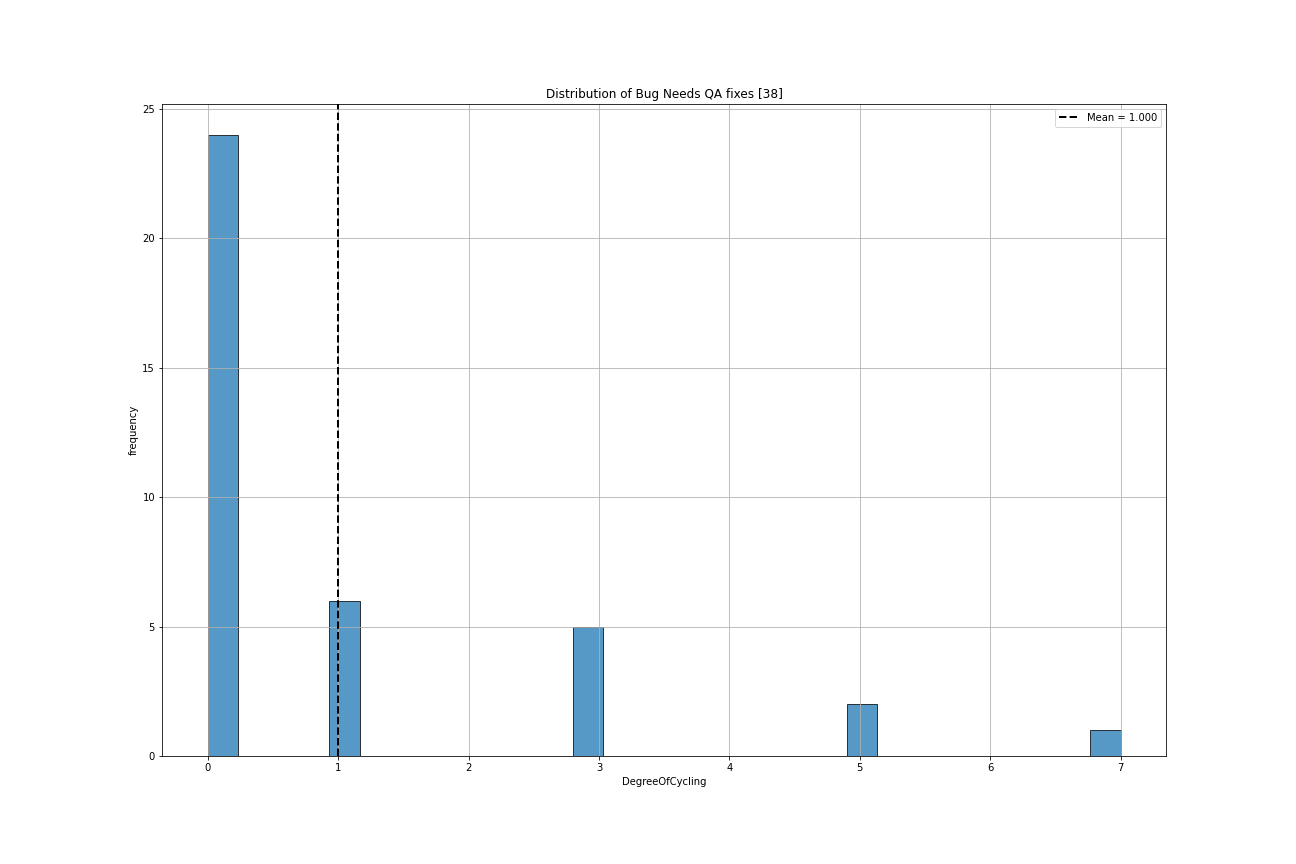 Distribution of Bug Needs QA fixes [38]
25
Mean = 1.000
20
15
frequency
10
5
0
0 1 2 3 4 5 6 7
DegreeOfCycling